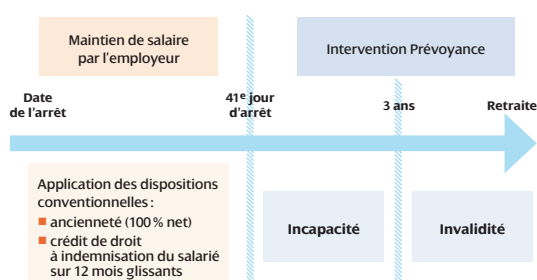 Maintien de salaire
par l'employeur
Intervention Prévoyance
Date
de l'arrêt
41e jour
d'arrêt
3 ans
Retraite
Application des dispositions
conventionnelles :
■ ancienneté (100 % net)
■ crédit de droit
à indemnisation du salarié
sur 12 mois glissants
Incapacité
Invalidité